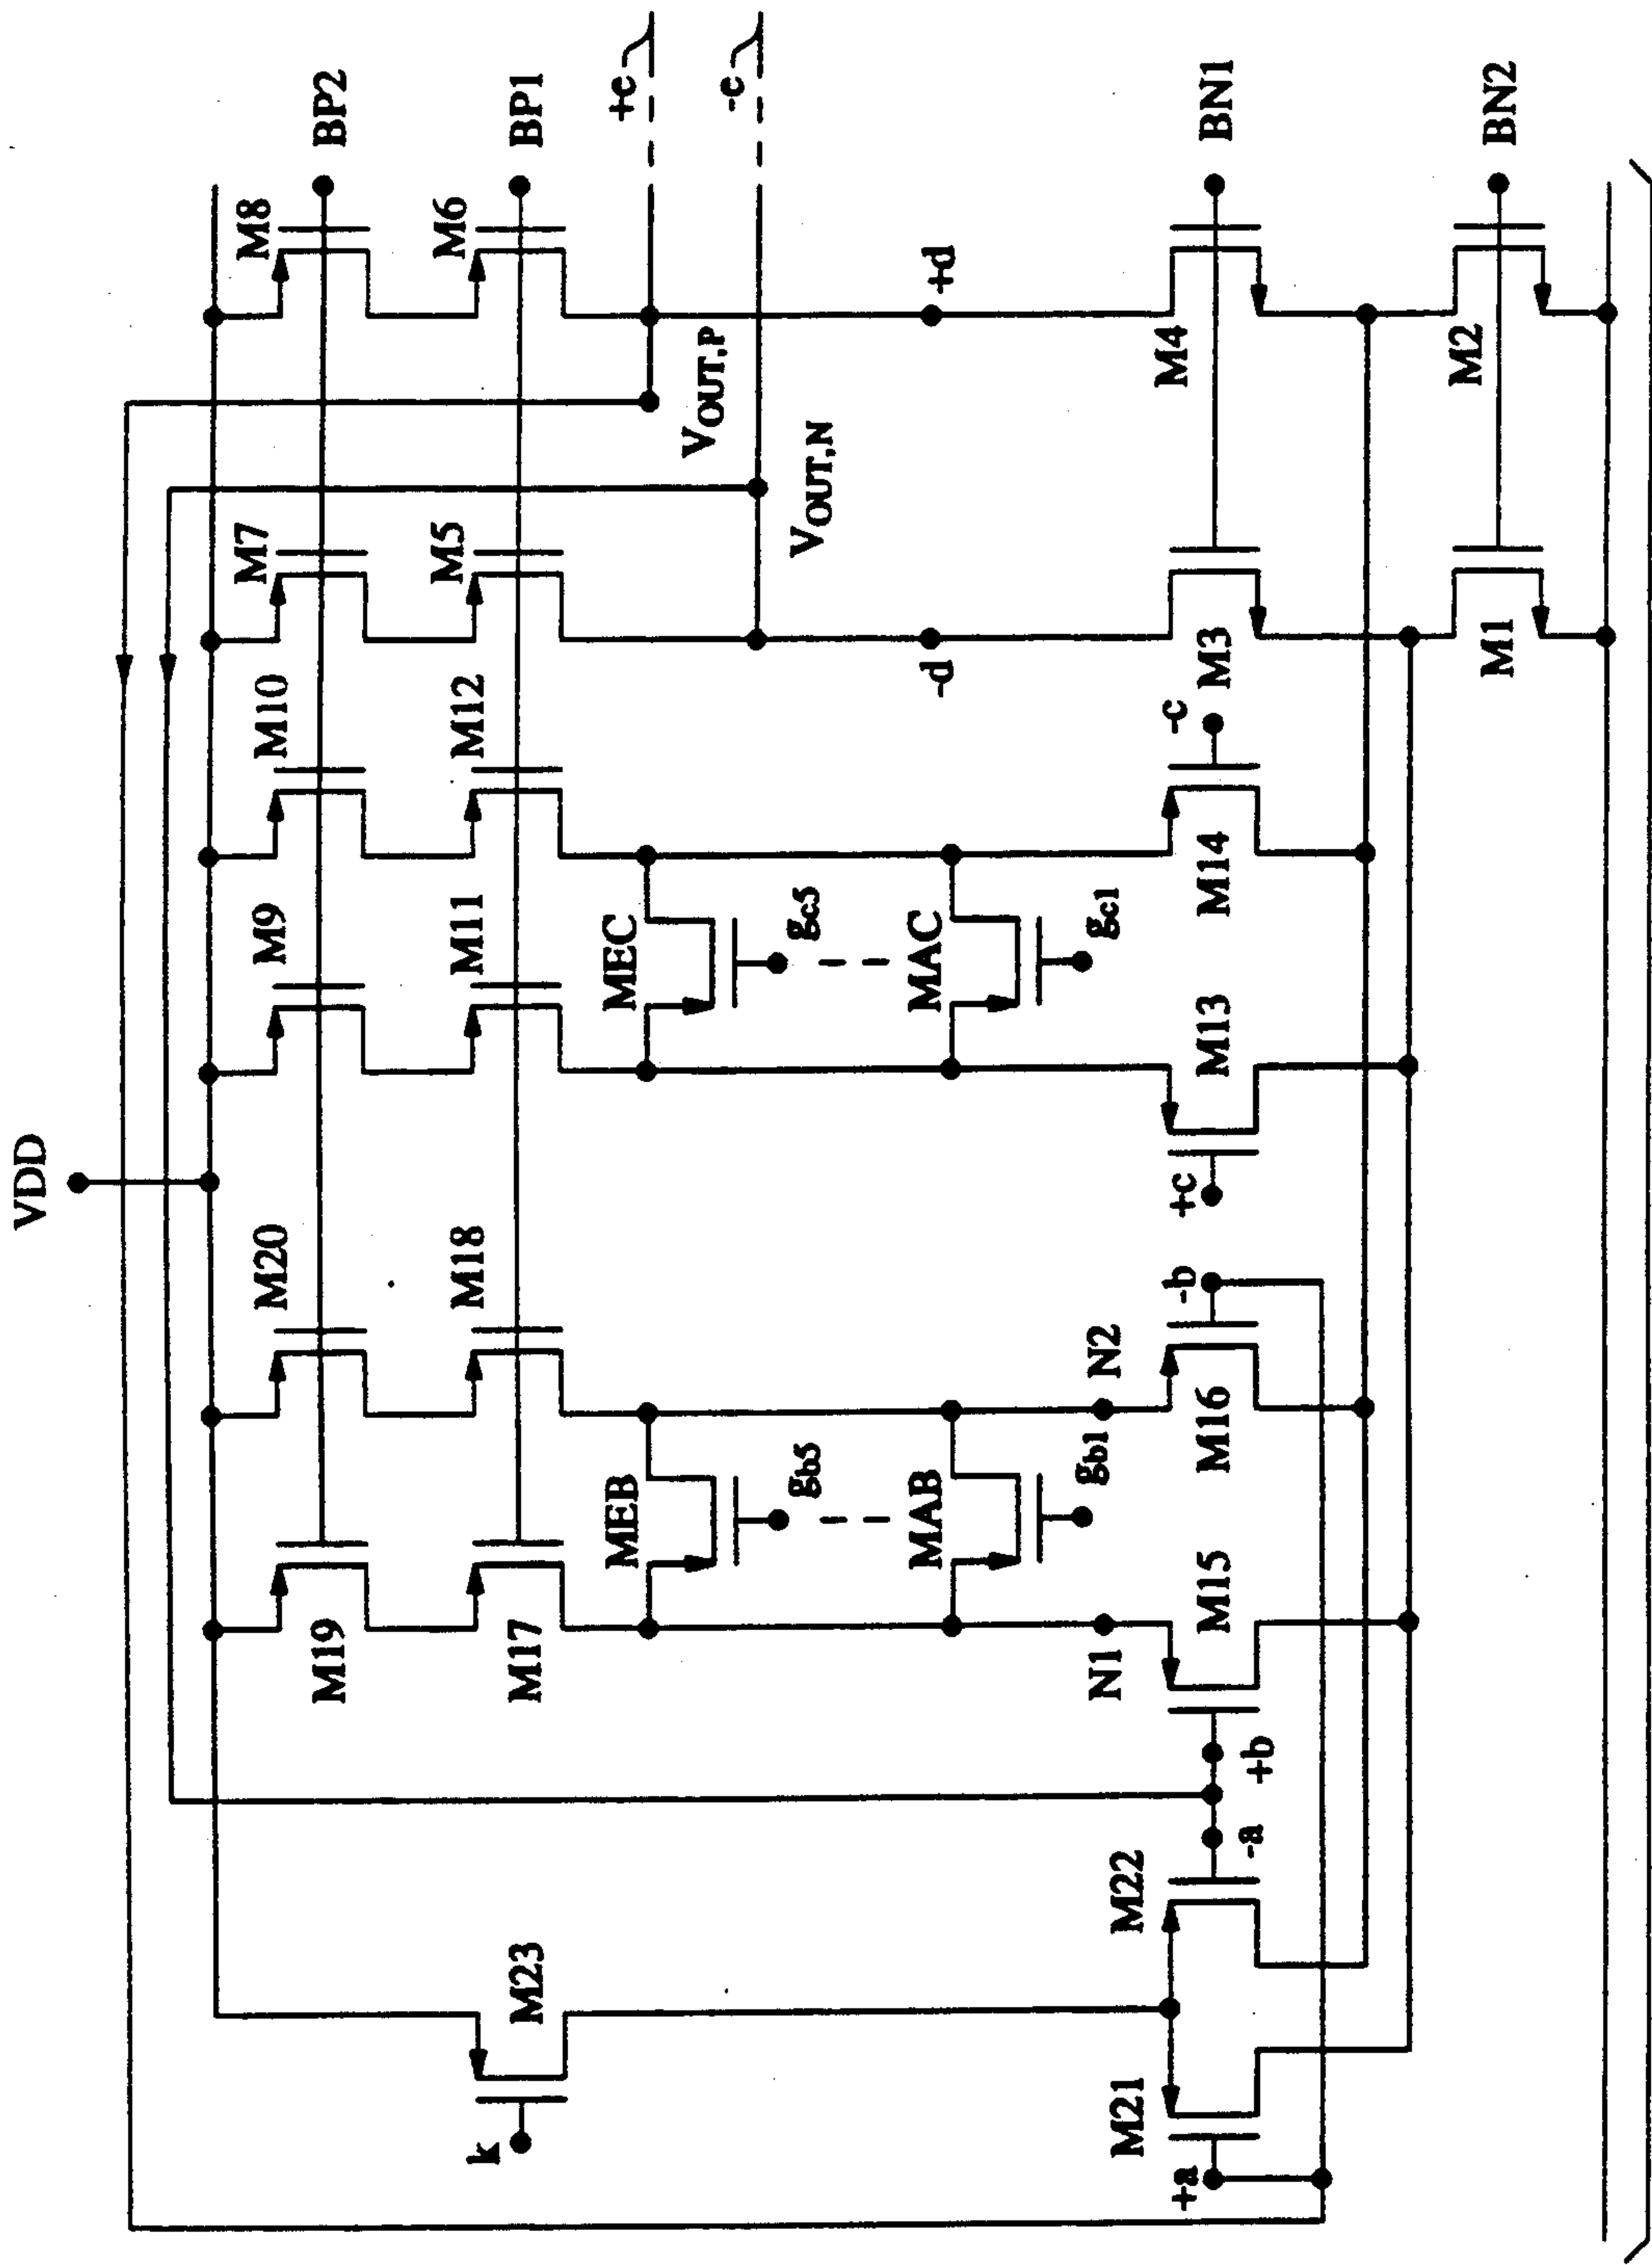 VDD
M19
M20
M9
M10
M7
M8
BP2
M23
k
M17
M18
M11
M12
M5
M6
BP1
+c
-c
V_OUT,P
V_OUT,N
MEB
gb5
MEC
gc5
MAB
gb1
MAC
gc1
-d
+d
N1
N2
M21
M22
+a
-a
+b
M15
M16
-b
+c
M13
M14
-c
M3
M4
BN1
M1
M2
BN2